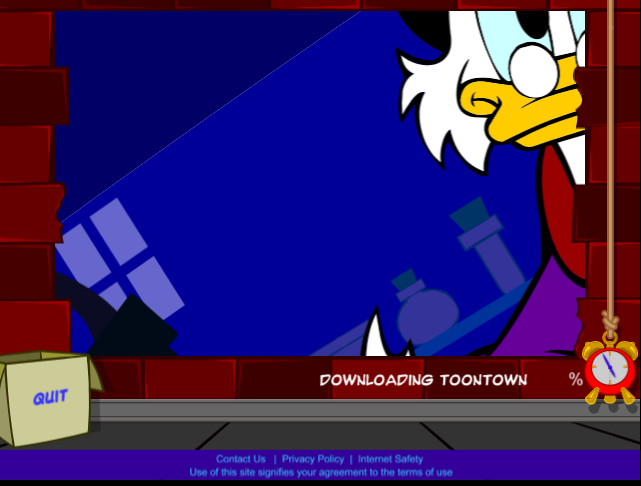 DOWNLOADING TOONTOWN %
QUIT
Contact Us | Privacy Policy | Internet Safety
Use of this site signifies your agreement to the terms of use